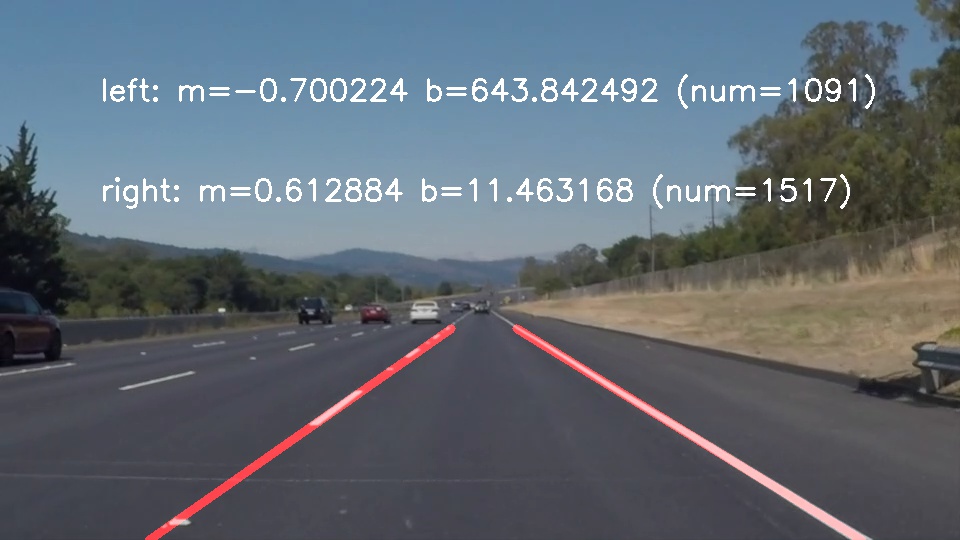 left: m=-0.700224 b=643.842492 (num=1091)
right: m=0.612884 b=11.463168 (num=1517)